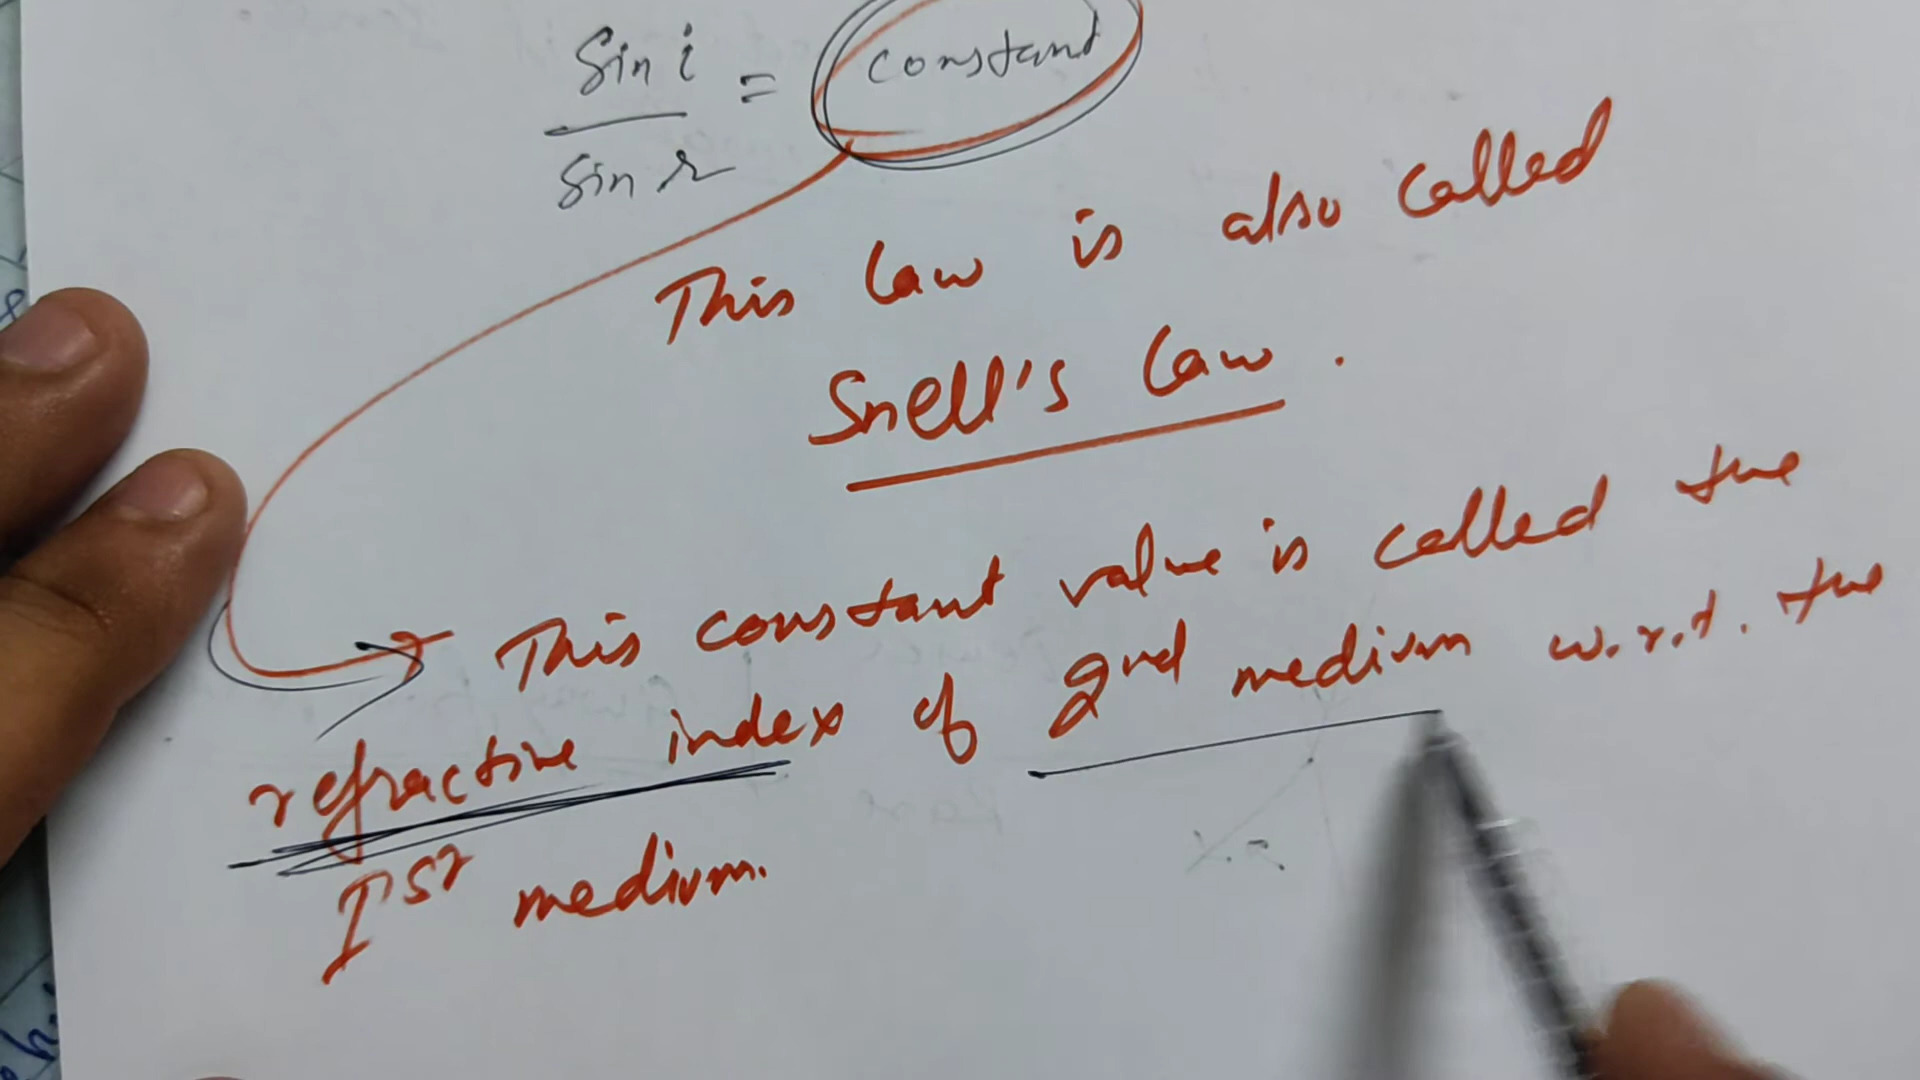 sin i
sin r
= constant
This law is also called
Snell's law.
This constant value is called the
refractive index of 2nd medium w.r.t. the
Ist medium.